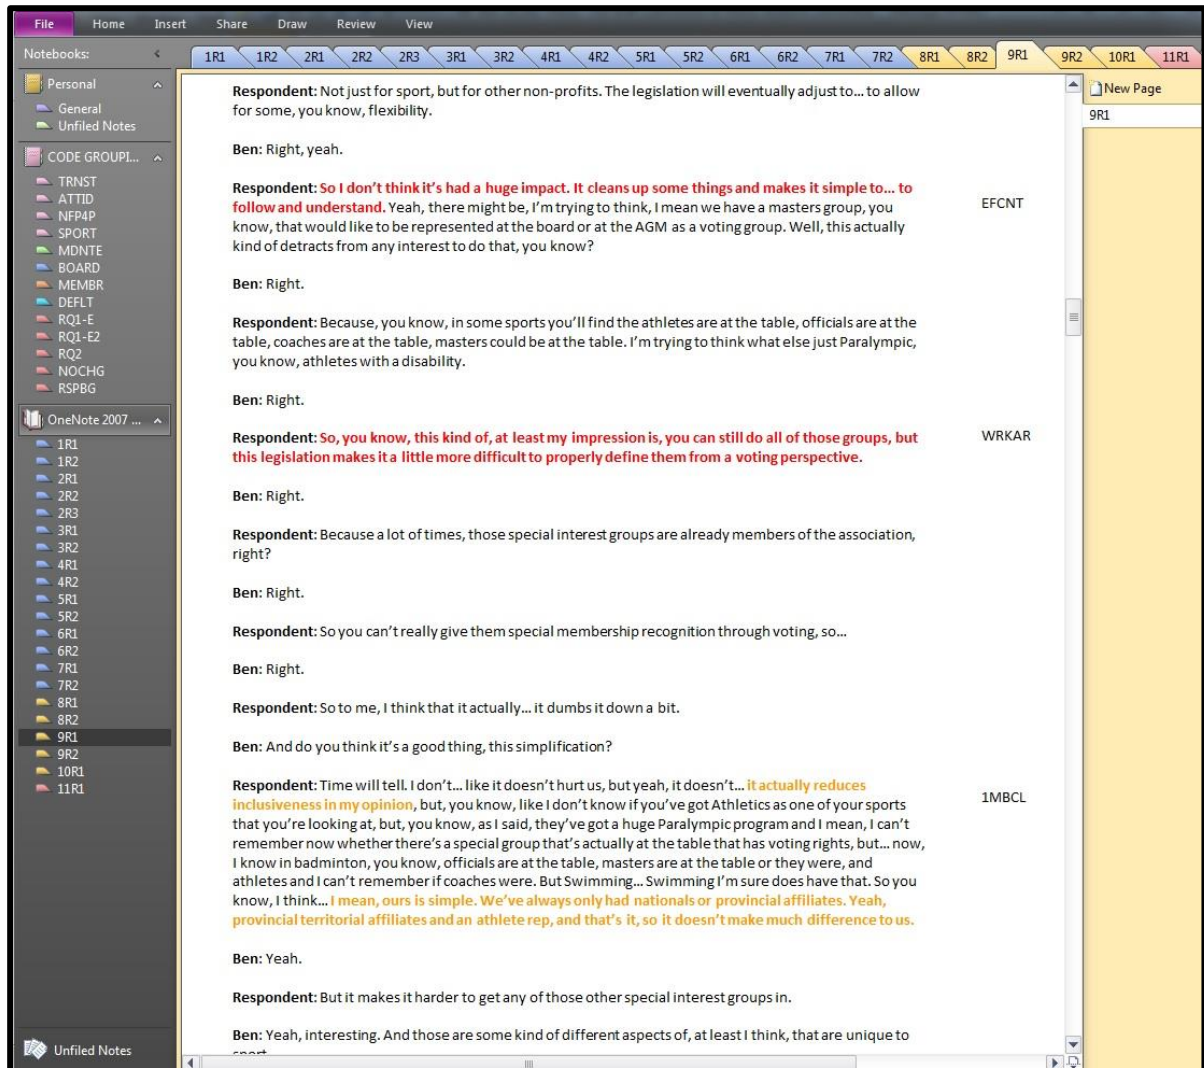 File Home Insert Share Draw Review View
Notebooks:
1R1 1R2 2R1 2R2 2R3 3R1 3R2 4R1 4R2 5R1 5R2 6R1 6R2 7R1 7R2 8R1 8R2 9R1 9R2 10R1 11R1
Personal
General
Unfiled Notes
CODE GROUPI...
TRNST
ATTID
NFP4P
SPORT
MDNTE
BOARD
MEMBR
DEFLT
RQ1-E
RQ1-E2
RQ2
NOCHG
RSPBG
OneNote 2007 ...
1R1
1R2
2R1
2R2
2R3
3R1
3R2
4R1
4R2
5R1
5R2
6R1
6R2
7R1
7R2
8R1
8R2
9R1
9R2
10R1
11R1
Unfiled Notes
Respondent: Not just for sport, but for other non-profits. The legislation will eventually adjust to... to allow
for some, you know, flexibility.
Ben: Right, yeah.
Respondent: So I don't think it's had a huge impact. It cleans up some things and makes it simple to... to
follow and understand. Yeah, there might be, I'm trying to think, I mean we have a masters group, you
know, that would like to be represented at the board or at the AGM as a voting group. Well, this actually
kind of detracts from any interest to do that, you know?
EFCNT
Ben: Right.
Respondent: Because, you know, in some sports you'll find the athletes are at the table, officials are at the
table, coaches are at the table, masters could be at the table. I'm trying to think what else just Paralympic,
you know, athletes with a disability.
Ben: Right.
Respondent: So, you know, this kind of, at least my impression is, you can still do all of those groups, but
this legislation makes it a little more difficult to properly define them from a voting perspective.
WRKAR
Ben: Right.
Respondent: Because a lot of times, those special interest groups are already members of the association,
right?
Ben: Right.
Respondent: So you can't really give them special membership recognition through voting, so...
Ben: Right.
Respondent: So to me, I think that it actually... it dumbs it down a bit.
Ben: And do you think it's a good thing, this simplification?
Respondent: Time will tell. I don't... like it doesn't hurt us, but yeah, it doesn't... it actually reduces
inclusiveness in my opinion, but, you know, like I don't know if you've got Athletics as one of your sports
that you're looking at, but, you know, as I said, they've got a huge Paralympic program and I mean, I can't
remember now whether there's a special group that's actually at the table that has voting rights, but... now,
I know in badminton, you know, officials are at the table, masters are at the table or they were, and
athletes and I can't remember if coaches were. But Swimming... Swimming I'm sure does have that. So you
know, I think... I mean, ours is simple. We've always only had nationals or provincial affiliates. Yeah,
provincial territorial affiliates and an athlete rep, and that's it, so it doesn't make much difference to us.
1MBCL
Ben: Yeah.
Respondent: But it makes it harder to get any of those other special interest groups in.
Ben: Yeah, interesting. And those are some kind of different aspects of, at least I think, that are unique to
New Page
9R1